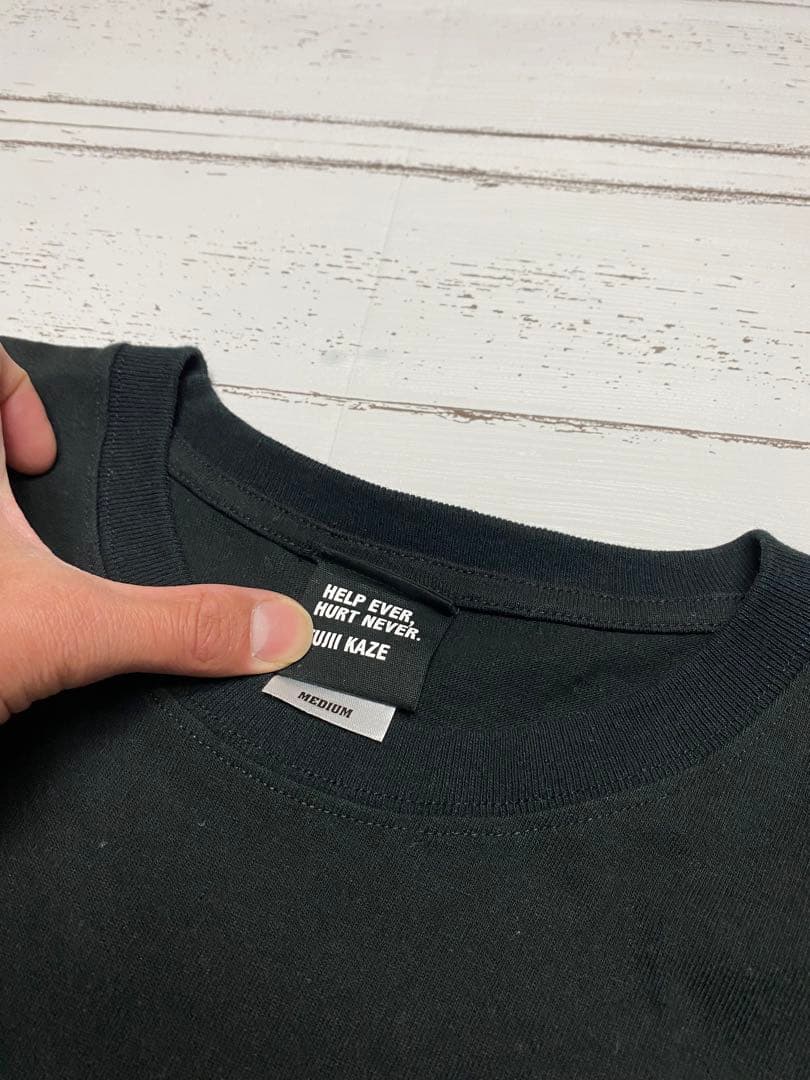 HELP EVER,
HURT NEVER.
UJII KAZE
MEDIUM